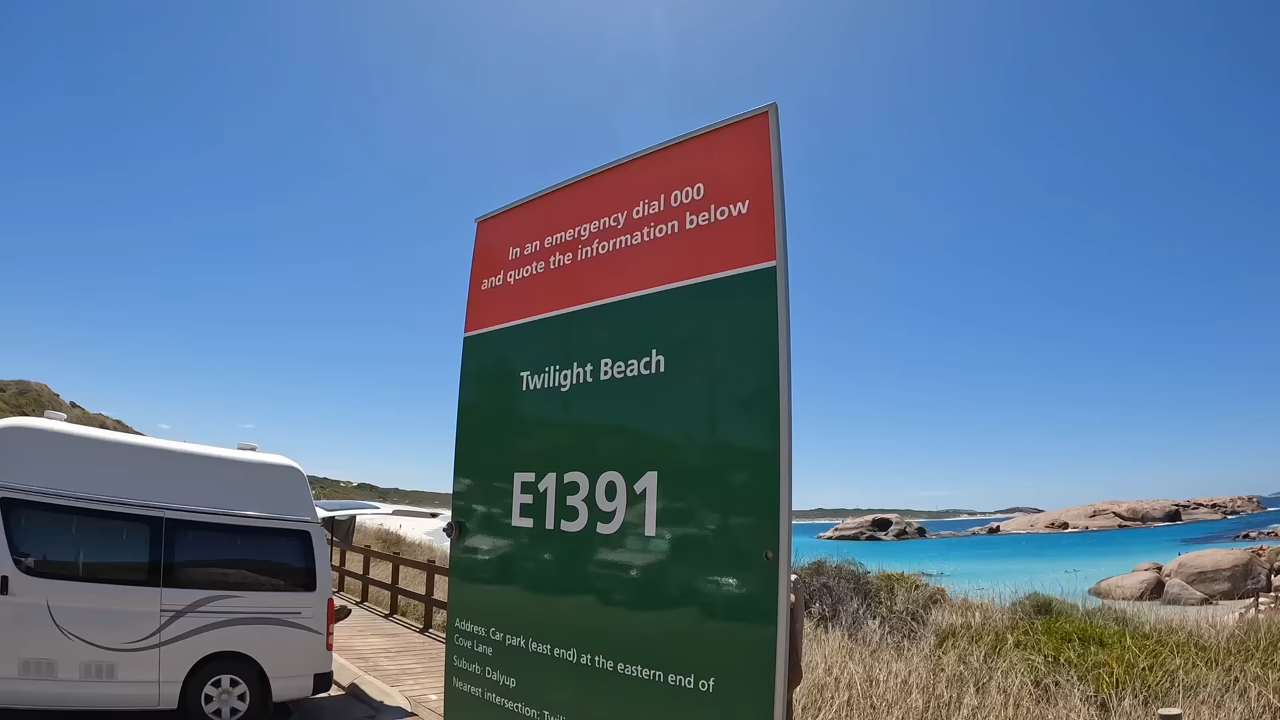 In an emergency dial 000
and quote the information below
Twilight Beach
E1391
Address: Car park (east end) at the eastern end of
Cove Lane
Suburb: Dalyup
Nearest intersection: